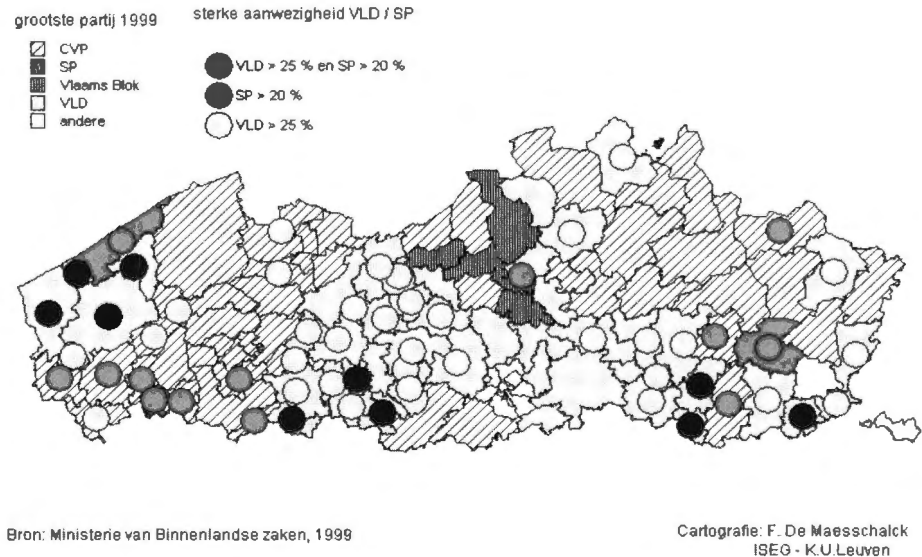 grootste partij 1999
CVP
SP
Vlaams Blok
VLD
andere
sterke aanwezigheid VLD / SP
VLD > 25 % en SP > 20 %
SP > 20 %
VLD > 25 %
Bron: Ministerie van Binnenlandse zaken, 1999
Cartografie: F. De Maesschalck
ISEG - K.U.Leuven